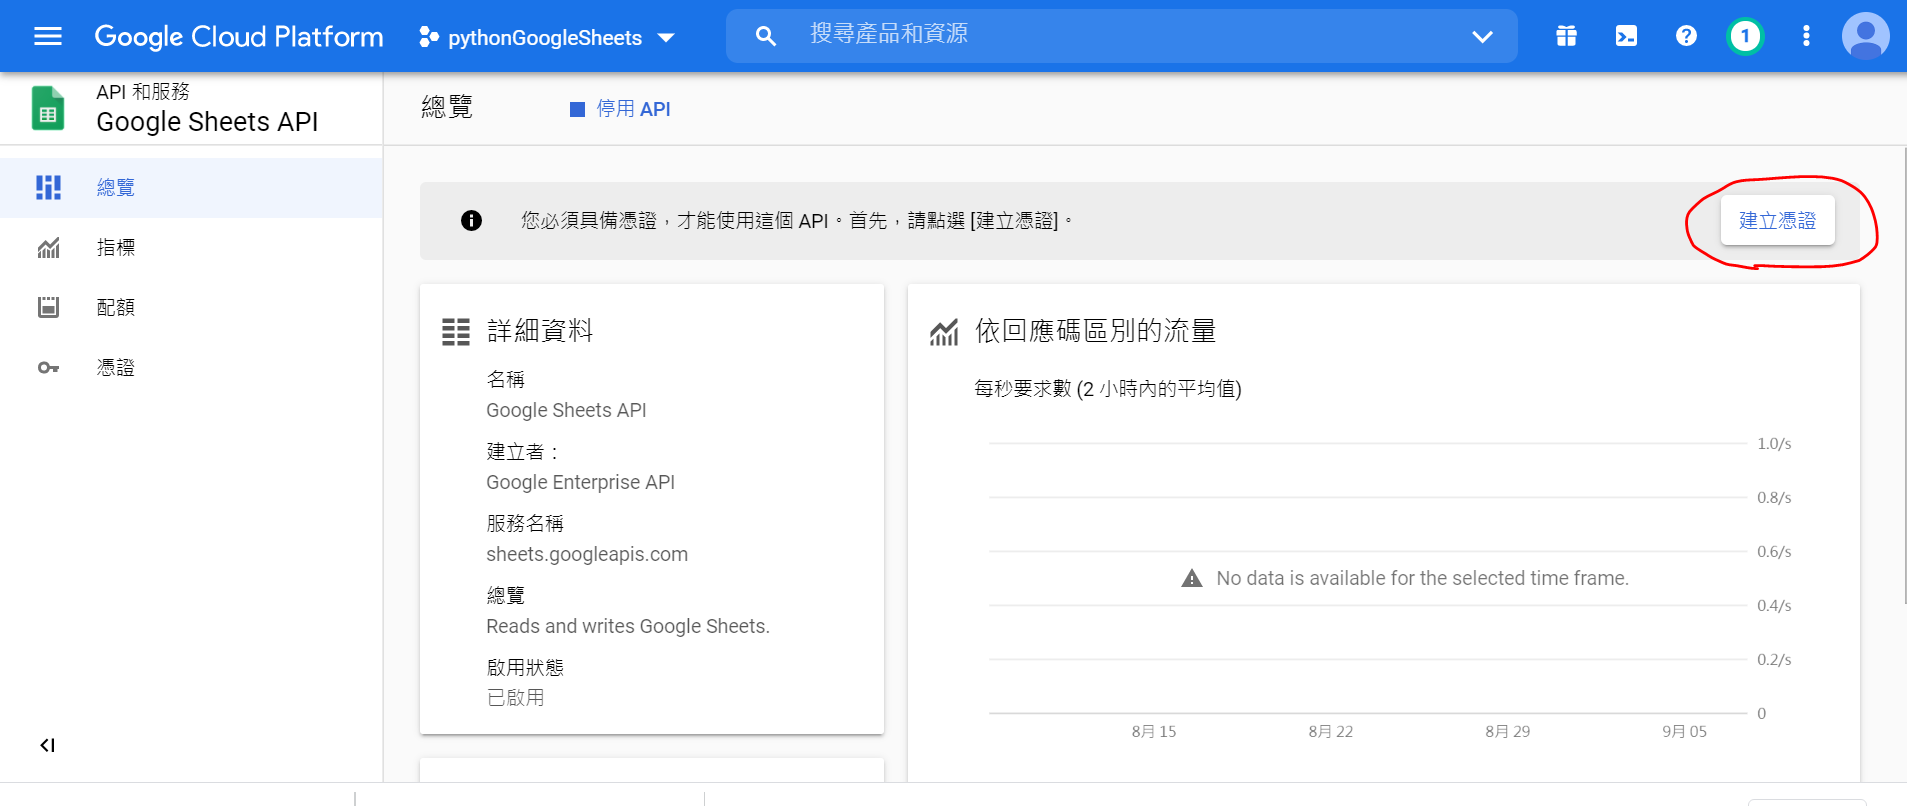 Google Cloud Platform
pythonGoogleSheets
搜尋產品和資源
1
API 和服務
Google Sheets API
總覽
停用 API
總覽
指標
配額
憑證
您必須具備憑證，才能使用這個 API。首先，請點選 [建立憑證]。
建立憑證
詳細資料
名稱
Google Sheets API
建立者：
Google Enterprise API
服務名稱
sheets.googleapis.com
總覽
Reads and writes Google Sheets.
啟用狀態
已啟用
依回應碼區別的流量
每秒要求數 (2 小時內的平均值)
1.0/s
0.8/s
0.6/s
No data is available for the selected time frame.
0.4/s
0.2/s
0
8月 15
8月 22
8月 29
9月 05